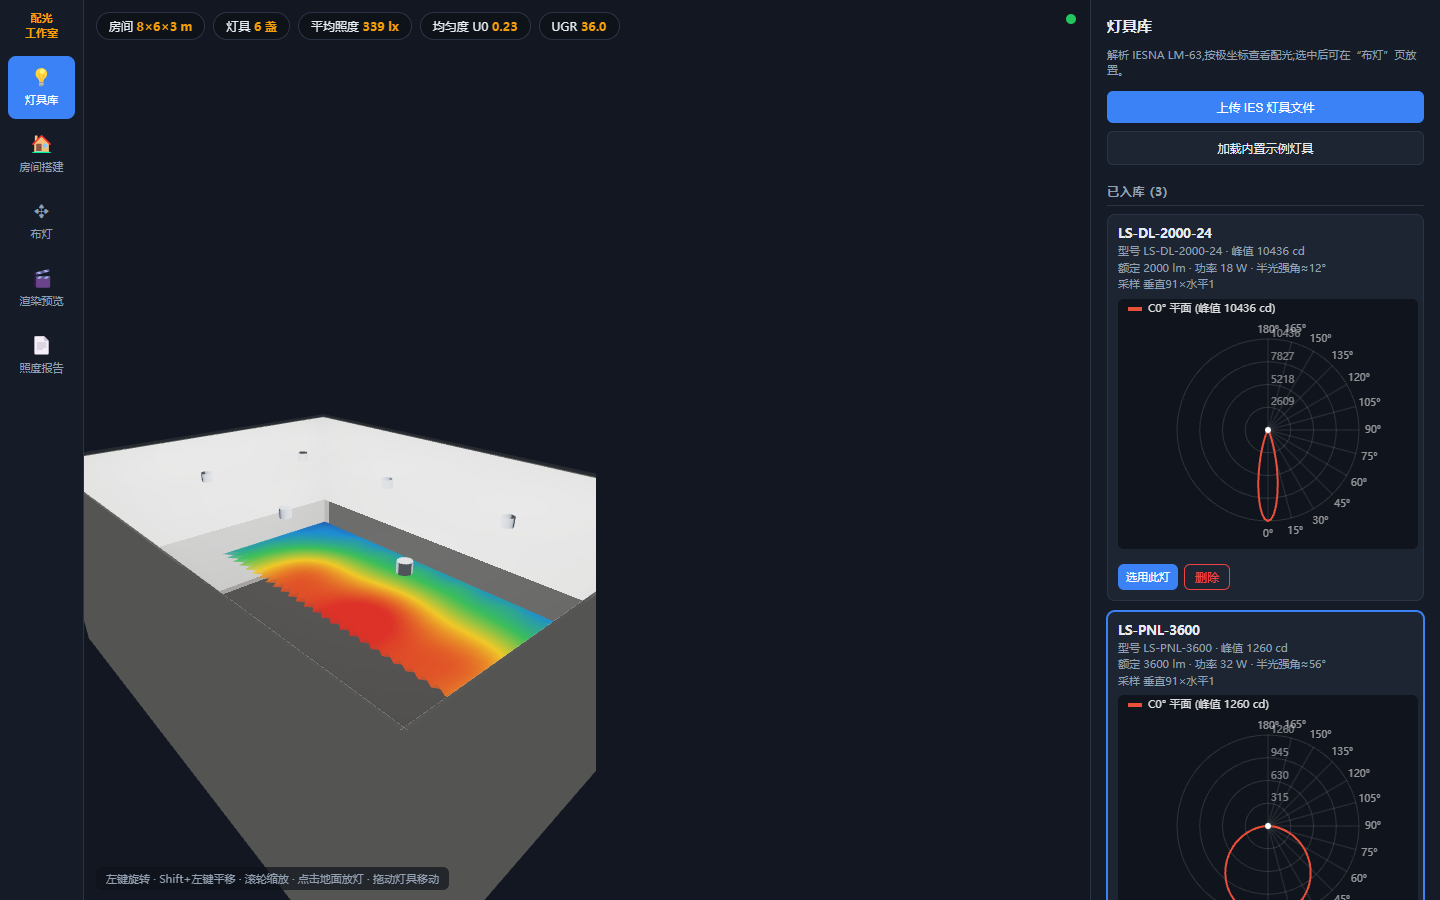 配光
工作室
灯具库
房间搭建
布灯
渲染预览
照度报告
房间 8×6×3 m
灯具 6 盏
平均照度 339 lx
均匀度 U0 0.23
UGR 36.0
左键旋转 · Shift+左键平移 · 滚轮缩放 · 点击地面放灯 · 拖动灯具移动
灯具库
解析 IESNA LM-63,按极坐标查看配光;选中后可在“布灯”页放
置。
上传 IES 灯具文件
加载内置示例灯具
已入库 (3)
LS-DL-2000-24
型号 LS-DL-2000-24 · 峰值 10436 cd
额定 2000 lm · 功率 18 W · 半光强角≈12°
采样 垂直91×水平1
C0° 平面 (峰值 10436 cd)
180°
165°
10436
150°
7827
135°
5218
120°
2609
105°
90°
75°
60°
45°
30°
15°
0°
选用此灯
删除
LS-PNL-3600
型号 LS-PNL-3600 · 峰值 1260 cd
额定 3600 lm · 功率 32 W · 半光强角≈56°
采样 垂直91×水平1
C0° 平面 (峰值 1260 cd)
180°
165°
1260
150°
945
135°
630
120°
315
105°
90°
75°
60°
45°